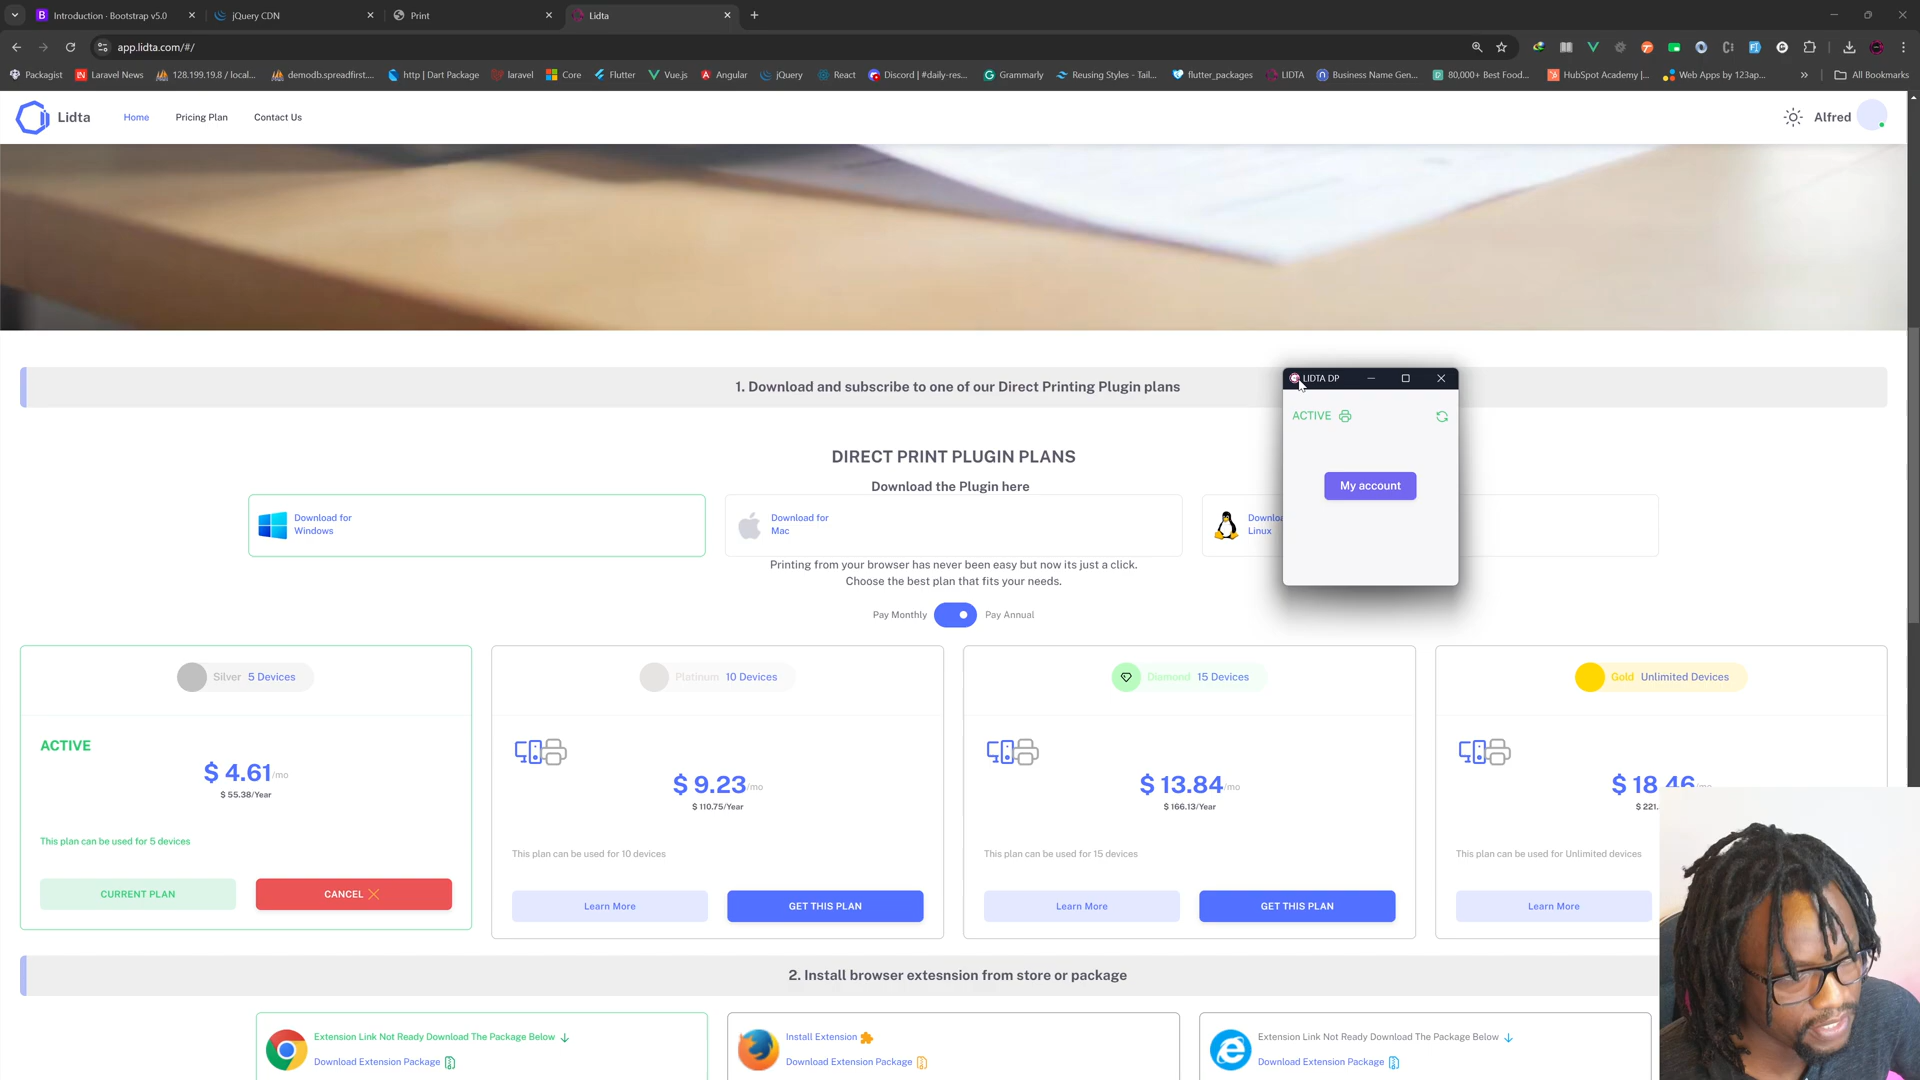 Introduction · Bootstrap v5.0
jQuery CDN
Print
Lidta
app.lidta.com/#/
Packagist
Laravel News
128.199.19.8 / local...
demodb.spreadfirst....
http | Dart Package
laravel
Core
Flutter
Vue.js
Angular
jQuery
React
Discord | #daily-res...
Grammarly
Reusing Styles - Tail...
flutter_packages
LIDTA
Business Name Gen...
80,000+ Best Food...
HubSpot Academy |...
Web Apps by 123ap...
All Bookmarks
Lidta
Home
Pricing Plan
Contact Us
Alfred
1. Download and subscribe to one of our Direct Printing Plugin plans
LIDTA DP
ACTIVE
My account
DIRECT PRINT PLUGIN PLANS
Download the Plugin here
Download for
Windows
Download for
Mac
Downlo
Linux
Printing from your browser has never been easy but now its just a click.
Choose the best plan that fits your needs.
Pay Monthly
Pay Annual
Silver 5 Devices
Platinum 10 Devices
Diamond 15 Devices
Gold Unlimited Devices
ACTIVE
$ 4.61/mo
$ 55.38/Year
$ 9.23/mo
$ 110.75/Year
$ 13.84/mo
$ 166.13/Year
$ 18.46/mo
$ 221.
This plan can be used for 5 devices
This plan can be used for 10 devices
This plan can be used for 15 devices
This plan can be used for Unlimited devices
CURRENT PLAN
CANCEL
Learn More
GET THIS PLAN
Learn More
GET THIS PLAN
Learn More
2. Install browser extesnsion from store or package
Extension Link Not Ready Download The Package Below
Download Extension Package
Install Extension
Download Extension Package
Extension Link Not Ready Download The Package Below
Download Extension Package